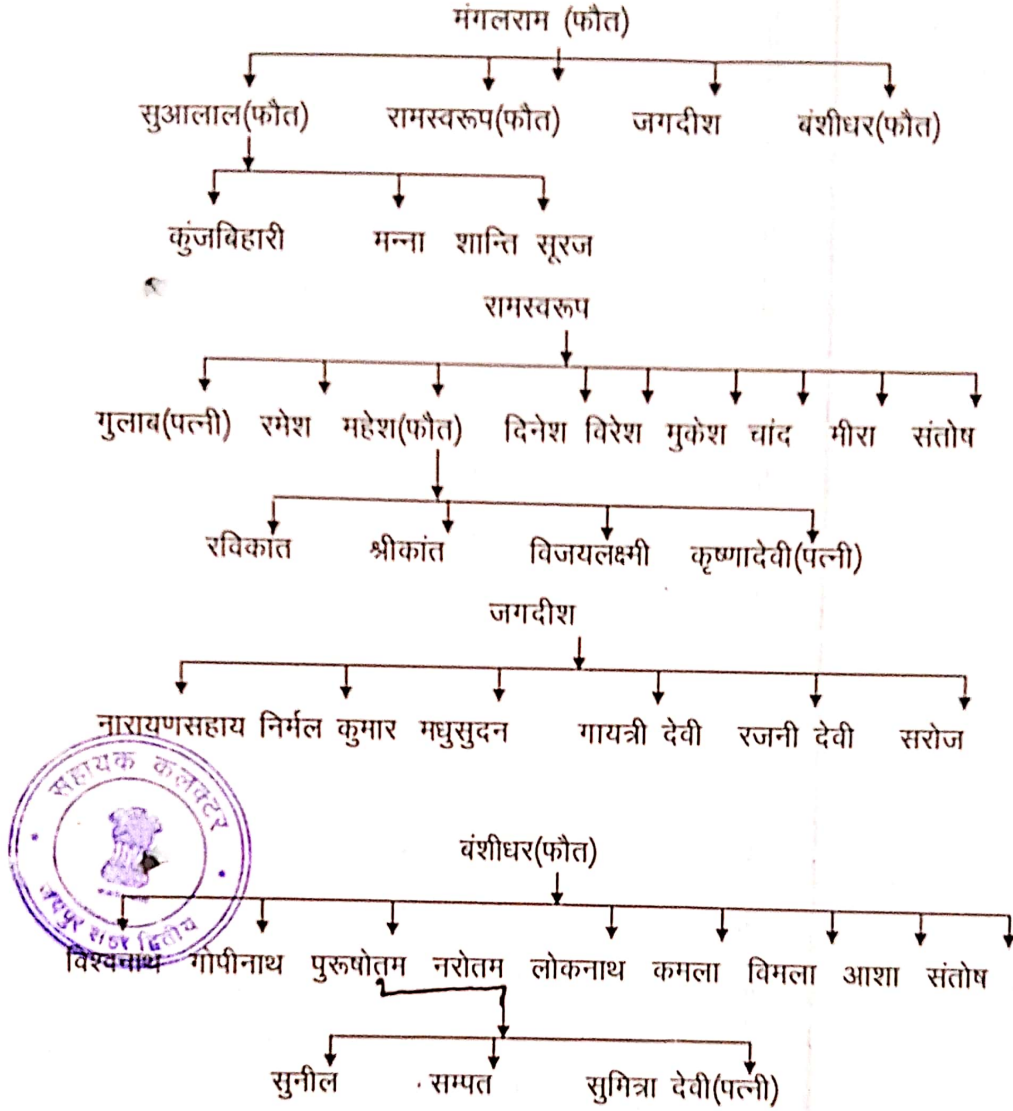 मंगलराम (फौत)
सुआलाल(फौत) रामस्वरूप(फौत) जगदीश बंशीधर(फौत)
कुंजबिहारी मन्ना शान्ति सूरज
रामस्वरूप
गुलाब(पत्नी) रमेश महेश(फौत) दिनेश विरेश मुकेश चांद मीरा संतोष
रविकांत श्रीकांत विजयलक्ष्मी कृष्णादेवी(पत्नी)
जगदीश
नारायणसहाय निर्मल कुमार मधुसुदन गायत्री देवी रजनी देवी सरोज
सहायक कलक्टर
जयपुर शहर द्वितीय
बंशीधर(फौत)
विश्वनाथ गोपीनाथ पुरूषोतम नरोतम लोकनाथ कमला विमला आशा संतोष
सुनील सम्पत सुमित्रा देवी(पत्नी)